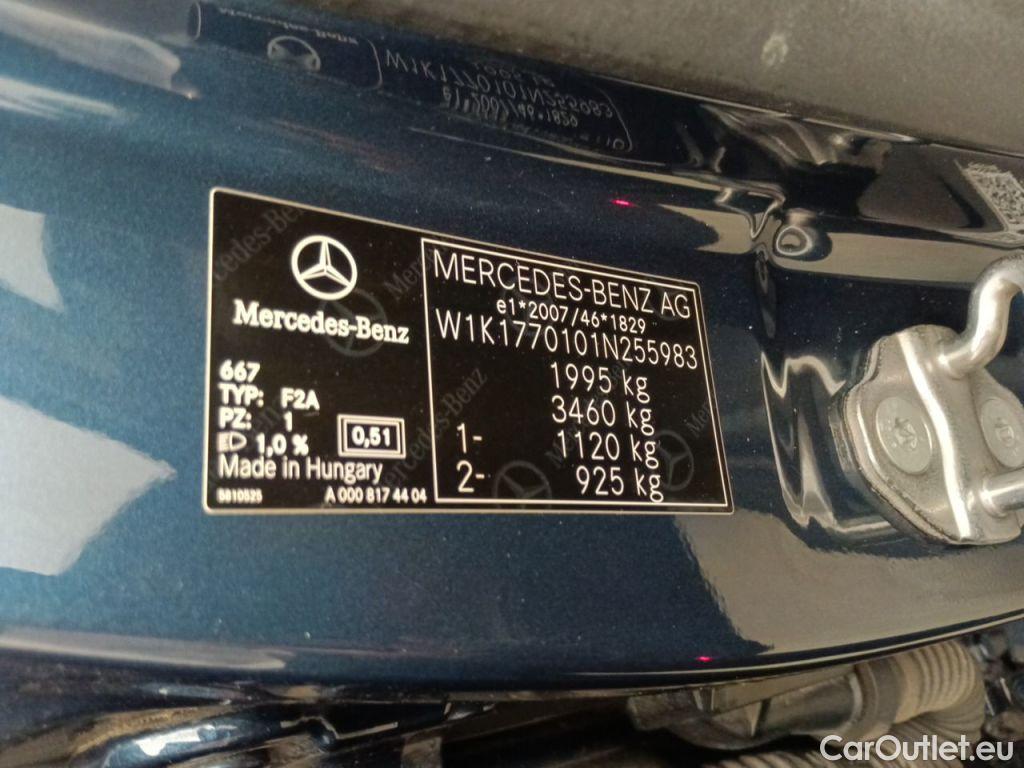 Mercedes-Benz
667
TYP: F2A
PZ: 1
1,0 %
0,51
Made in Hungary
5810525
A 000 817 44 04
MERCEDES-BENZ AG
e1*2007/46*1829
W1K1770101N255983
1995 kg
3460 kg
1- 1120 kg
2- 925 kg
CarOutlet.eu